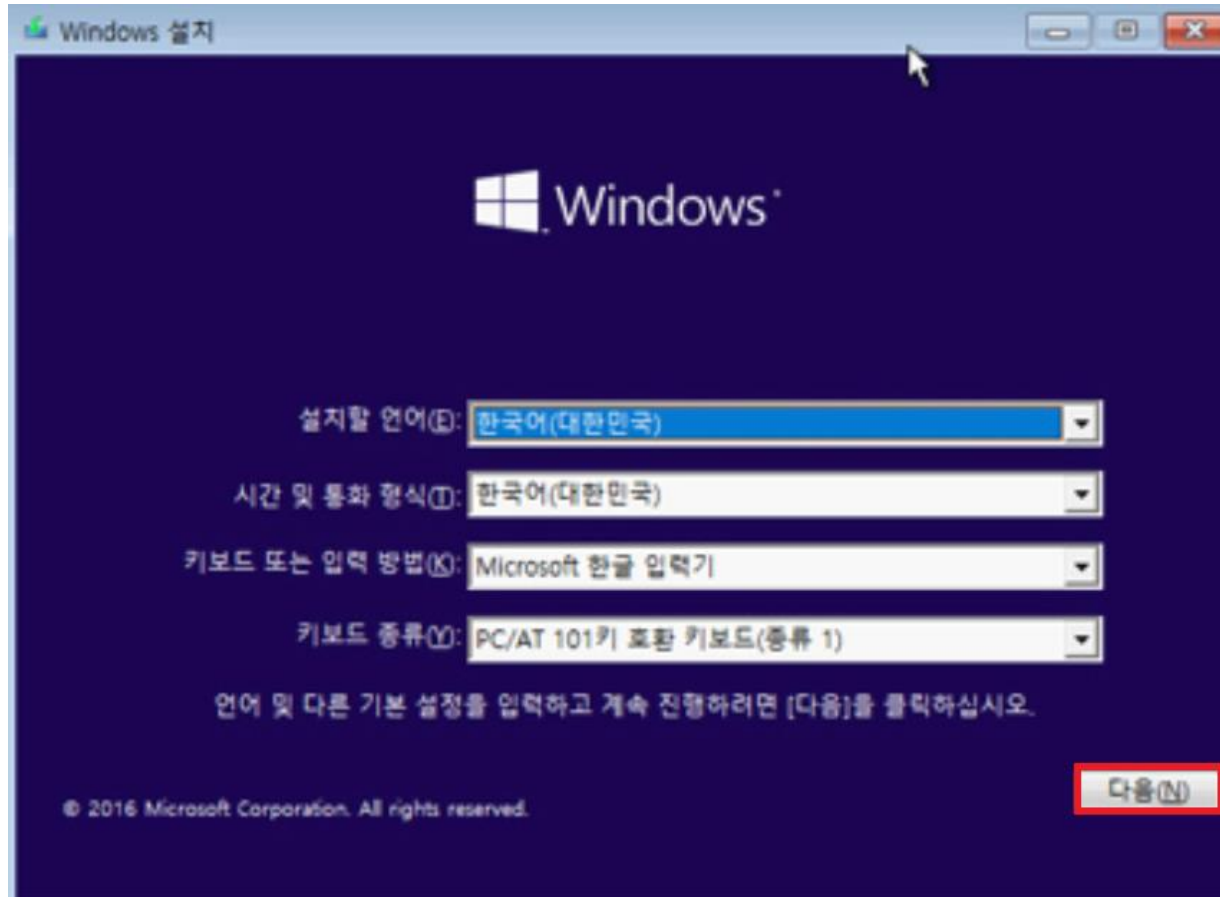 Windows 설치
Windows
설치할 언어(E): 한국어(대한민국)
시간 및 통화 형식(T): 한국어(대한민국)
키보드 또는 입력 방법(K): Microsoft 한글 입력기
키보드 종류(Y): PC/AT 101키 호환 키보드(종류 1)
언어 및 다른 기본 설정을 입력하고 계속 진행하려면 [다음]을 클릭하십시오.
다음(N)
© 2016 Microsoft Corporation. All rights reserved.